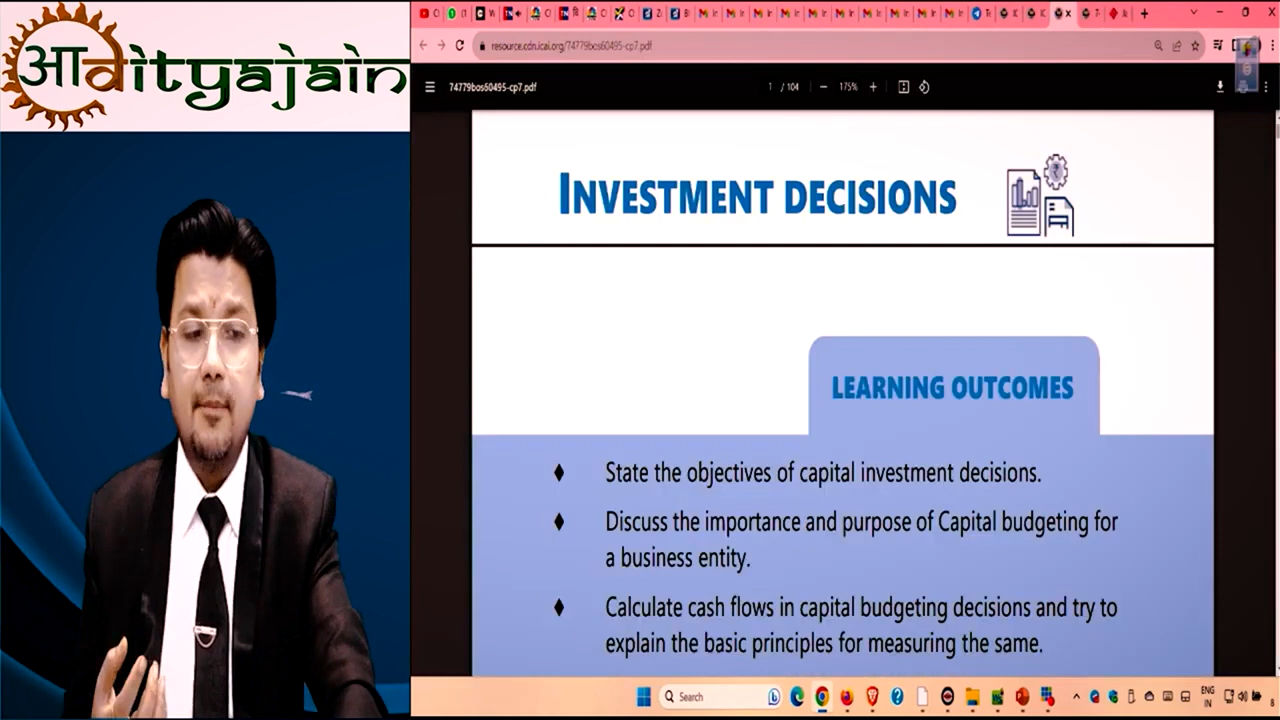 आdityajain
resource.cdn.icai.org/74779bos60495-cp7.pdf
74779bos60495-cp7.pdf
1 / 104
175%
INVESTMENT DECISIONS
LEARNING OUTCOMES
♦ State the objectives of capital investment decisions.
♦ Discuss the importance and purpose of Capital budgeting for
a business entity.
♦ Calculate cash flows in capital budgeting decisions and try to
explain the basic principles for measuring the same.
Search
ENG
IN